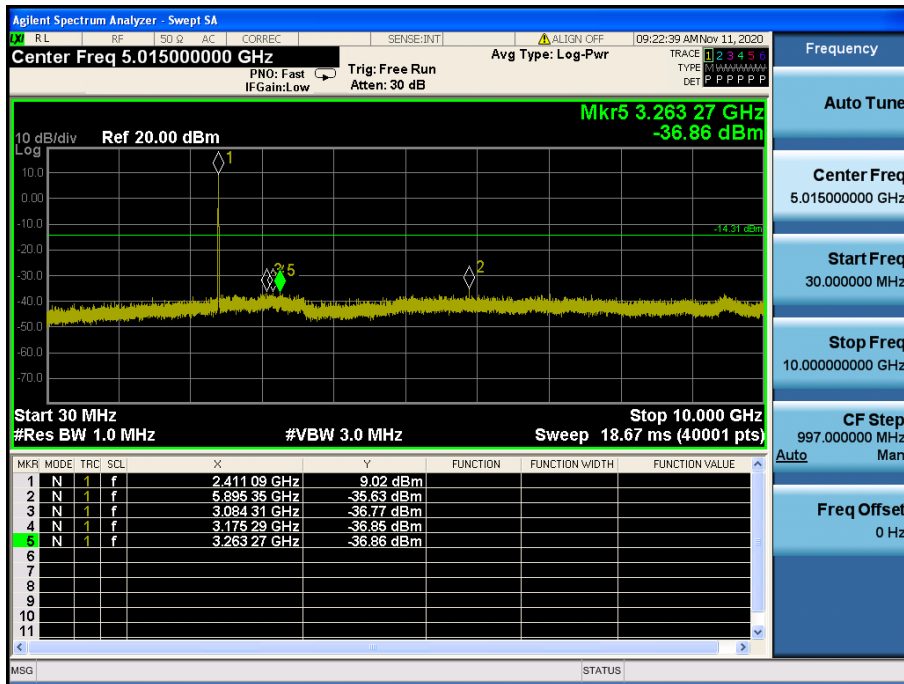 Agilent Spectrum Analyzer - Swept SA
LXI RL RF 50 Ω AC CORREC SENSE:INT ALIGN OFF 09:22:39 AM Nov 11, 2020
Center Freq 5.015000000 GHz
PNO: Fast
IFGain:Low
Trig: Free Run
Atten: 30 dB
Avg Type: Log-Pwr
TRACE 1 2 3 4 5 6
TYPE M WWWWW
DET P P P P P P
Mkr5 3.263 27 GHz
-36.86 dBm
10 dB/div Ref 20.00 dBm
Log
10.0
0.00
-10.0
-20.0
-30.0
-40.0
-50.0
-60.0
-70.0
1
-14.31 dBm
5
2
Start 30 MHz
Stop 10.000 GHz
#Res BW 1.0 MHz
#VBW 3.0 MHz
Sweep 18.67 ms (40001 pts)
MKR MODE TRC SCL X Y FUNCTION FUNCTION WIDTH FUNCTION VALUE
1 N 1 f 2.411 09 GHz 9.02 dBm
2 N 1 f 5.895 35 GHz -35.63 dBm
3 N 1 f 3.084 31 GHz -36.77 dBm
4 N 1 f 3.175 29 GHz -36.85 dBm
5 N 1 f 3.263 27 GHz -36.86 dBm
6
7
8
9
10
11
MSG
STATUS
Frequency
Auto Tune
Center Freq
5.015000000 GHz
Start Freq
30.000000 MHz
Stop Freq
10.000000000 GHz
CF Step
997.000000 MHz
Auto Man
Freq Offset
0 Hz